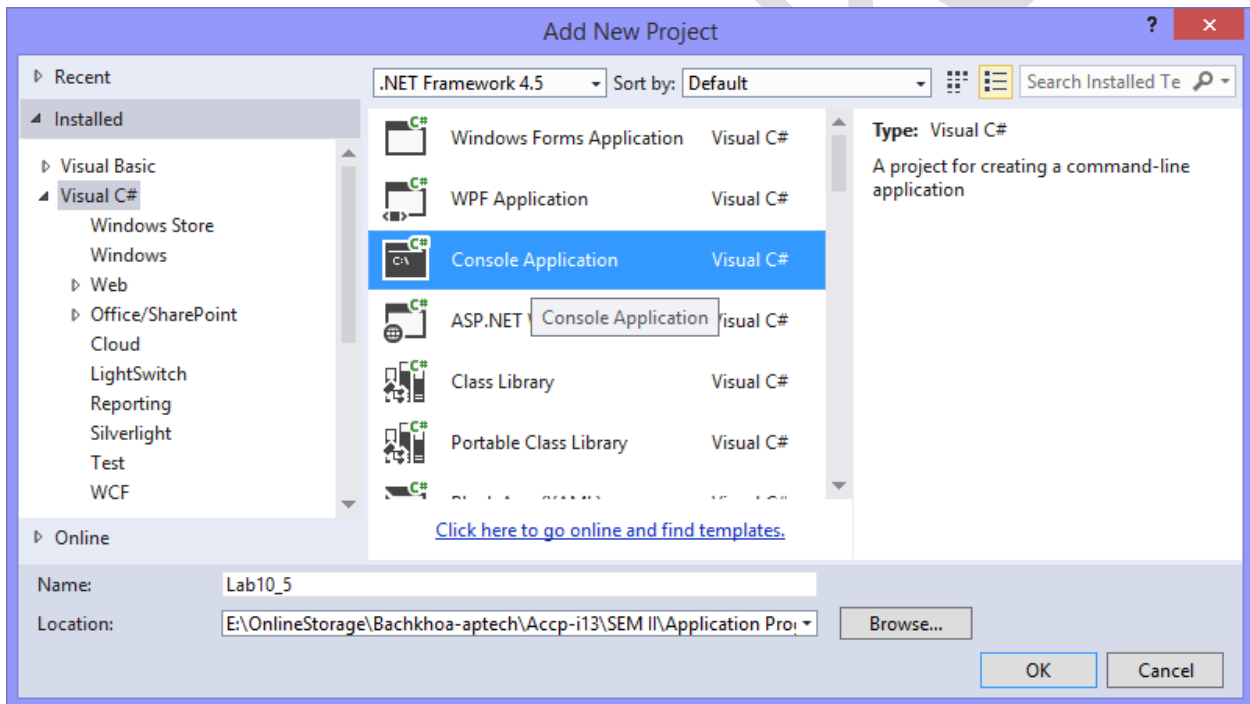 Add New Project
?
Recent
Installed
Visual Basic
Visual C#
Windows Store
Windows
Web
Office/SharePoint
Cloud
LightSwitch
Reporting
Silverlight
Test
WCF
Online
.NET Framework 4.5 Sort by: Default
Search Installed Te
C# Windows Forms Application Visual C#
C# WPF Application Visual C#
C# C:\ Console Application Visual C#
C# ASP.NET Visual C#
Console Application
C# Class Library Visual C#
C# Portable Class Library Visual C#
C#
Click here to go online and find templates.
Type: Visual C#
A project for creating a command-line
application
Name: Lab10_5
Location: E:\OnlineStorage\Bachkhoa-aptech\Accp-i13\SEM II\Application Pro
Browse...
OK Cancel